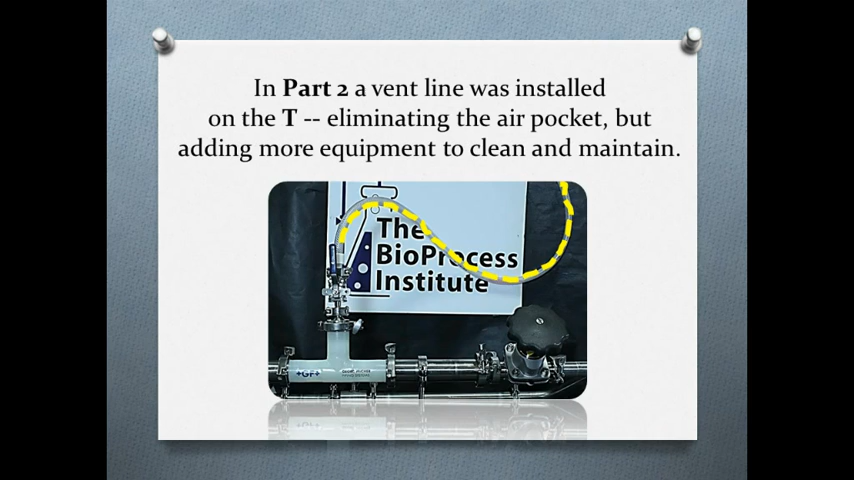 In Part 2 a vent line was installed
on the T -- eliminating the air pocket, but
adding more equipment to clean and maintain.
The
BioProcess
Institute
+GF+